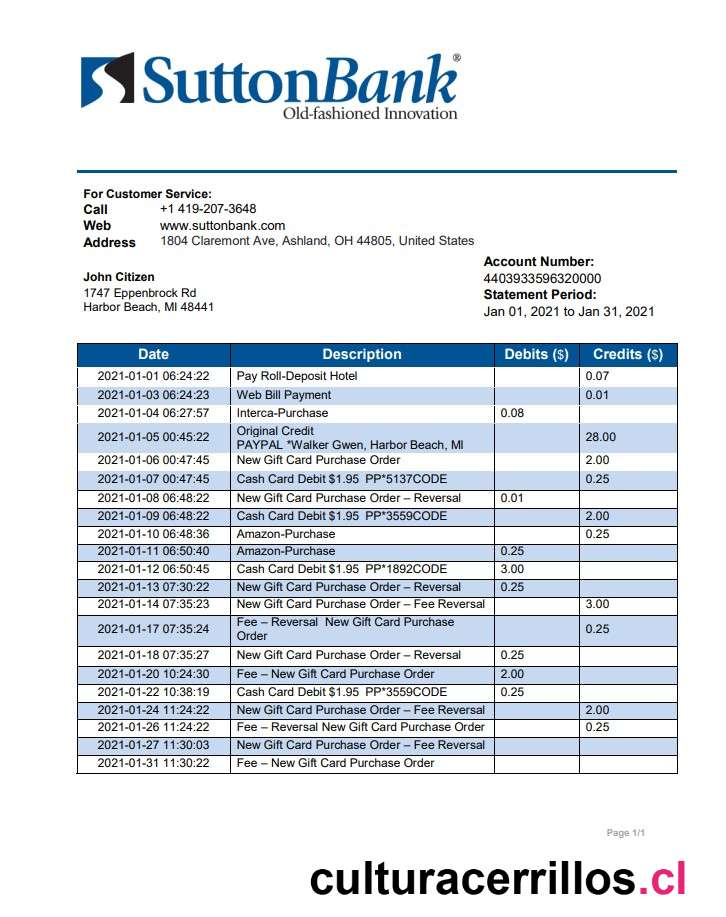 SuttonBank®
Old-fashioned Innovation
For Customer Service:
Call +1 419-207-3648
Web www.suttonbank.com
Address 1804 Claremont Ave, Ashland, OH 44805, United States
Account Number:
John Citizen 4403933596320000
1747 Eppenbrock Rd Statement Period:
Harbor Beach, MI 48441 Jan 01, 2021 to Jan 31, 2021
Date Description Debits ($) Credits ($)
2021-01-01 06:24:22 Pay Roll-Deposit Hotel 0.07
2021-01-03 06:24:23 Web Bill Payment 0.01
2021-01-04 06:27:57 Interca-Purchase 0.08
2021-01-05 00:45:22 Original Credit
PAYPAL *Walker Gwen, Harbor Beach, MI 28.00
2021-01-06 00:47:45 New Gift Card Purchase Order 2.00
2021-01-07 00:47:45 Cash Card Debit $1.95 PP*5137CODE 0.25
2021-01-08 06:48:22 New Gift Card Purchase Order – Reversal 0.01
2021-01-09 06:48:22 Cash Card Debit $1.95 PP*3559CODE 2.00
2021-01-10 06:48:36 Amazon-Purchase 0.25
2021-01-11 06:50:40 Amazon-Purchase 0.25
2021-01-12 06:50:45 Cash Card Debit $1.95 PP*1892CODE 3.00
2021-01-13 07:30:22 New Gift Card Purchase Order – Reversal 0.25
2021-01-14 07:35:23 New Gift Card Purchase Order – Fee Reversal 3.00
2021-01-17 07:35:24 Fee – Reversal New Gift Card Purchase
Order 0.25
2021-01-18 07:35:27 New Gift Card Purchase Order – Reversal 0.25
2021-01-20 10:24:30 Fee – New Gift Card Purchase Order 2.00
2021-01-22 10:38:19 Cash Card Debit $1.95 PP*3559CODE 0.25
2021-01-24 11:24:22 New Gift Card Purchase Order – Fee Reversal 2.00
2021-01-26 11:24:22 Fee – Reversal New Gift Card Purchase Order 0.25
2021-01-27 11:30:03 New Gift Card Purchase Order – Fee Reversal
2021-01-31 11:30:22 Fee – New Gift Card Purchase Order
Page 1/1
culturacerrillos.cl